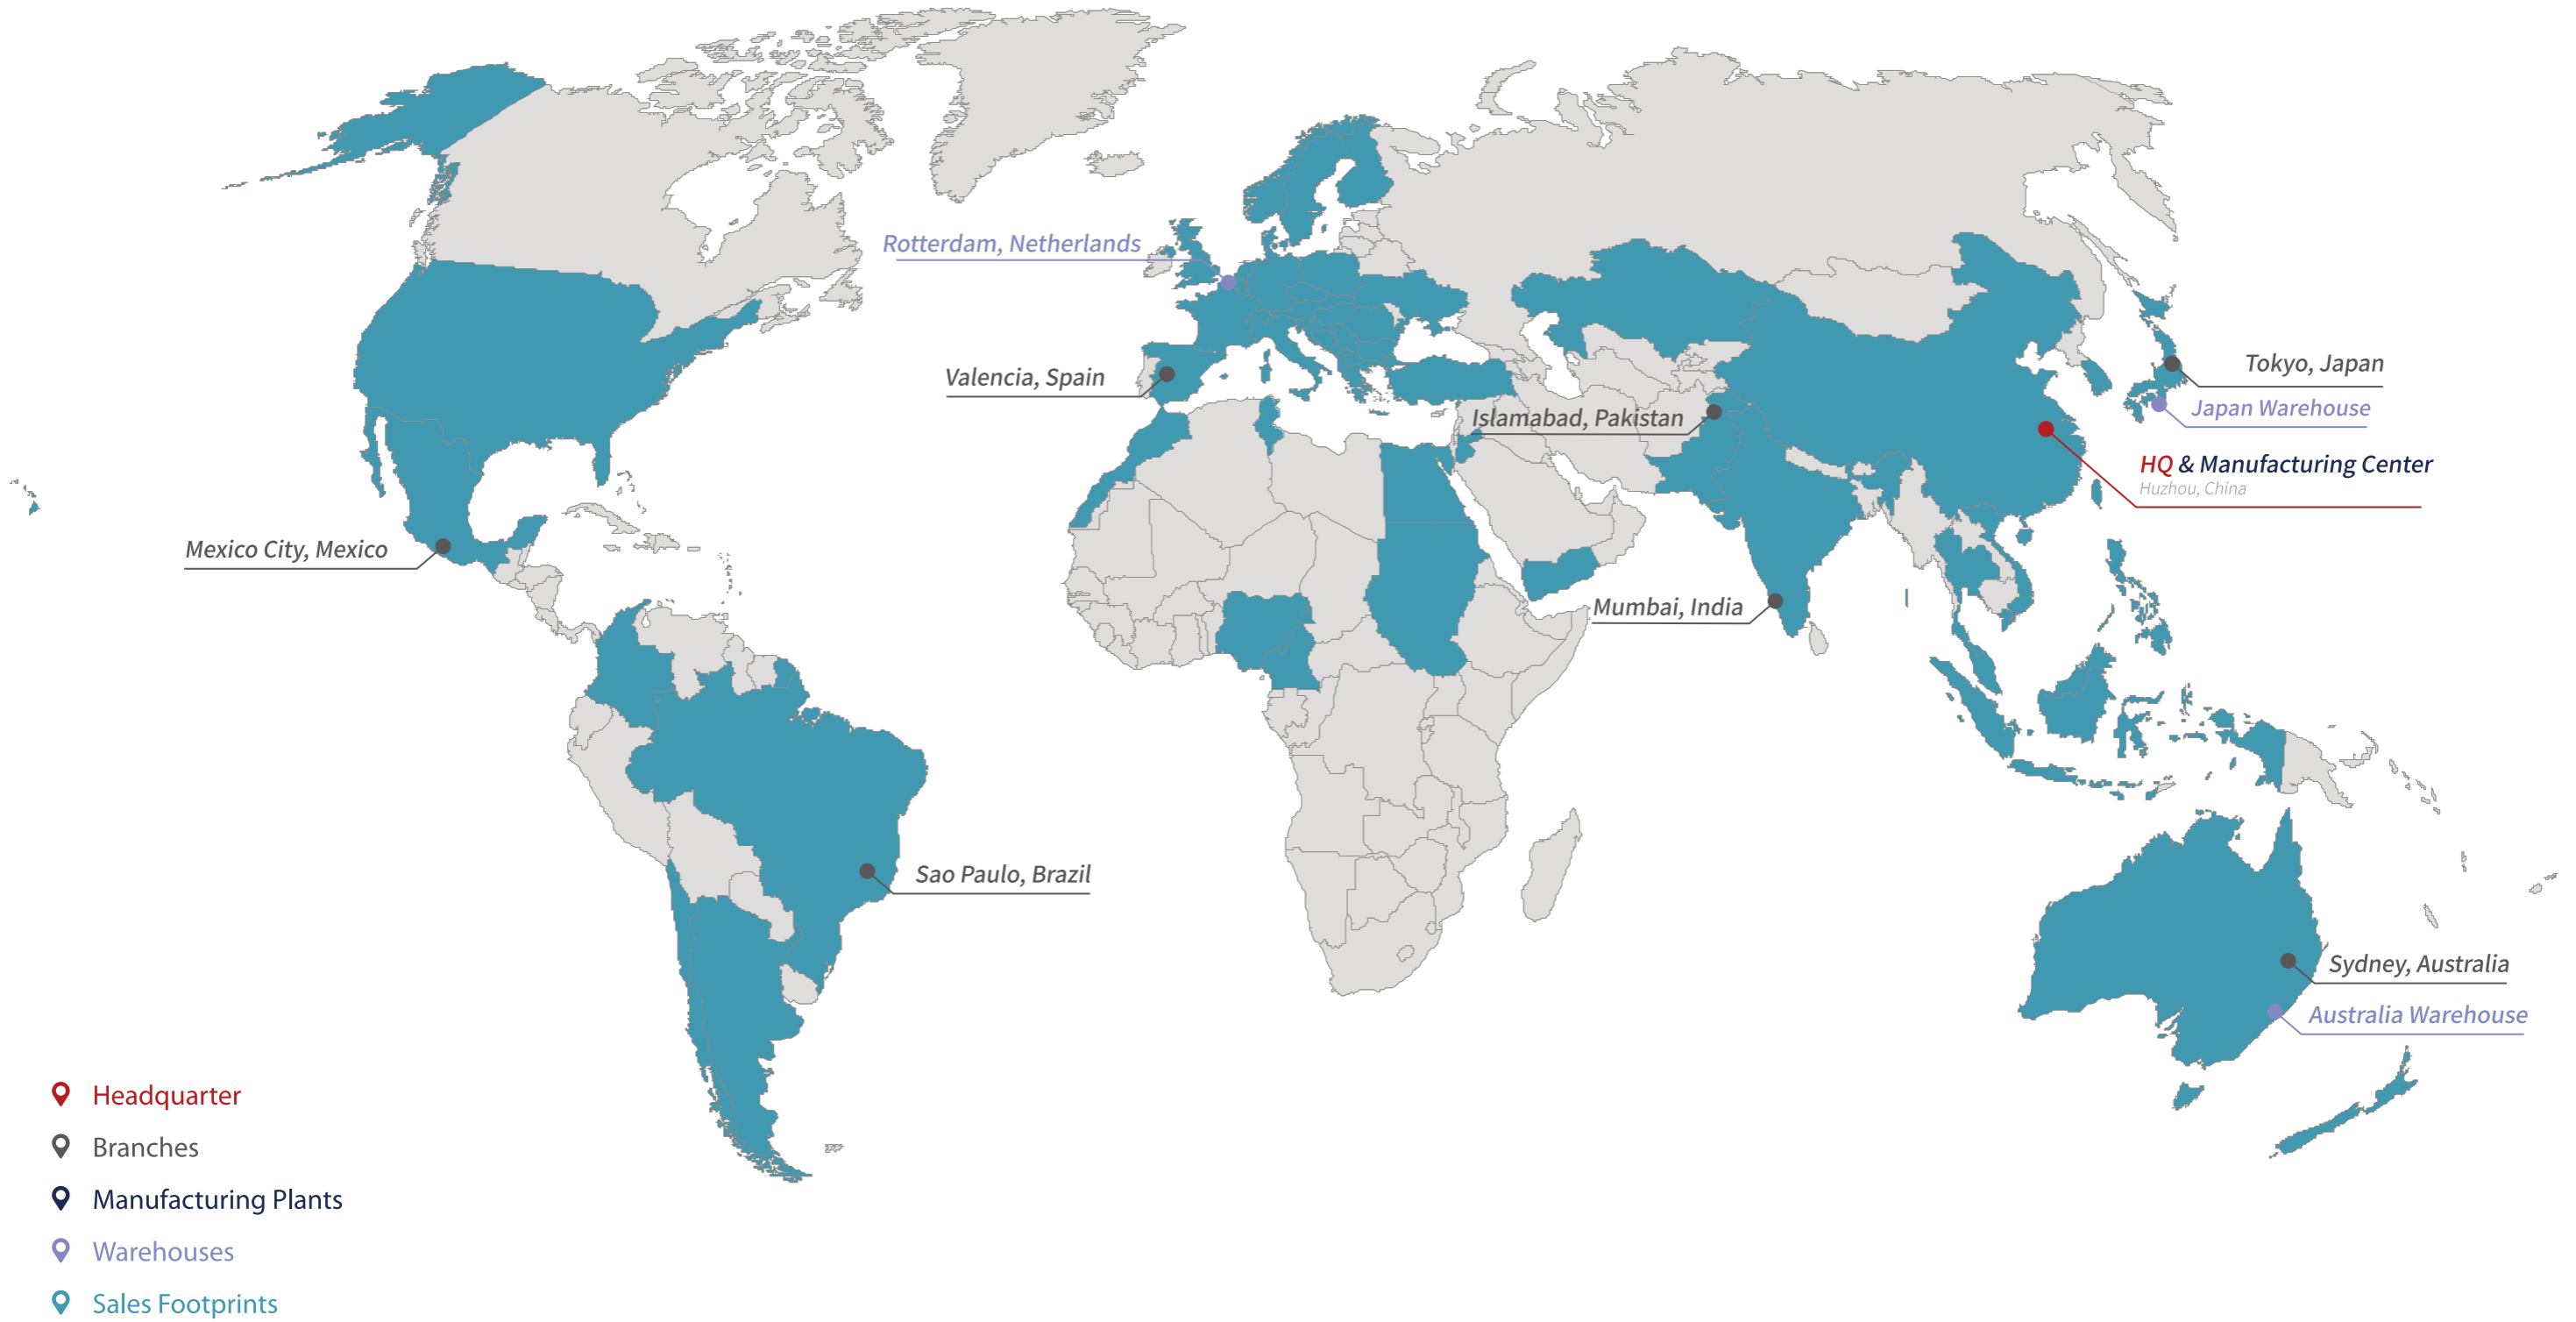 Rotterdam, Netherlands
Valencia, Spain
Tokyo, Japan
Islamabad, Pakistan
Japan Warehouse
HQ & Manufacturing Center
Huzhou, China
Mexico City, Mexico
Mumbai, India
Sao Paulo, Brazil
Sydney, Australia
Australia Warehouse
Headquarter
Branches
Manufacturing Plants
Warehouses
Sales Footprints